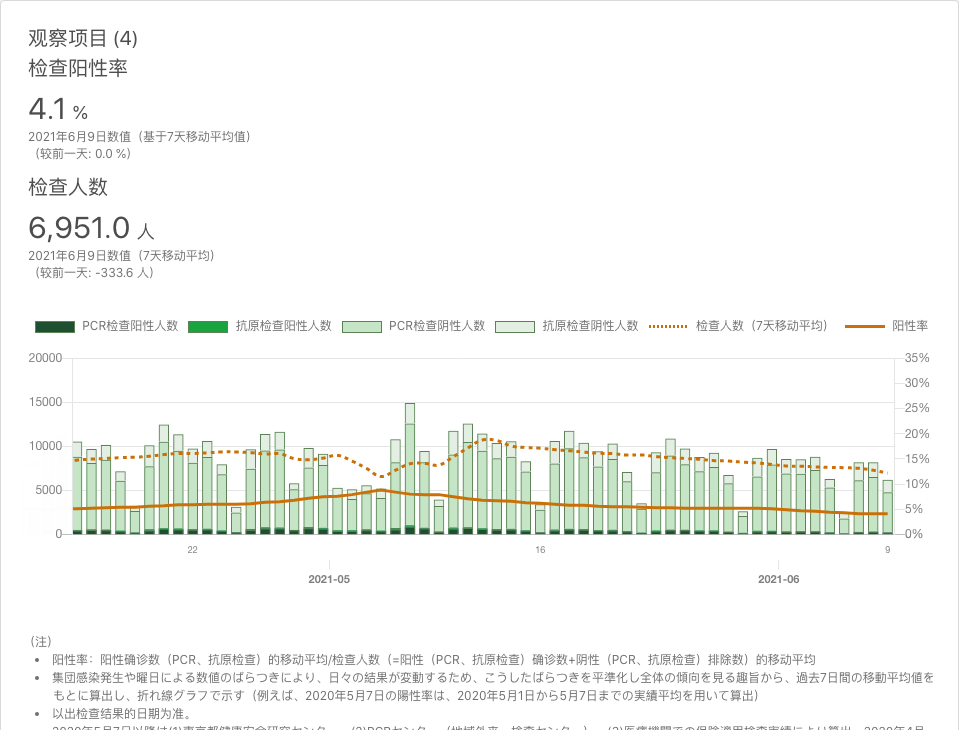 观察项目 (4)
检查阳性率
4.1 %
2021年6月9日数值（基于7天移动平均值）
（较前一天: 0.0 %）
检查人数
6,951.0 人
2021年6月9日数值（7天移动平均）
（较前一天: -333.6 人）
PCR检查阳性人数 抗原检查阳性人数 PCR检查阴性人数 抗原检查阴性人数 检查人数（7天移动平均） 阳性率
20000 35%
30%
15000
25%
10000 20%
15%
5000 10%
5%
0 0%
22 16 9
2021-05 2021-06
（注）
• 阳性率：阳性确诊数（PCR、抗原检查）的移动平均/检查人数（=阳性（PCR、抗原检查）确诊数+阴性（PCR、抗原检查）排除数）的移动平均
• 集団感染発生や曜日による数値のばらつきにより、日々の結果が変動するため、こうしたばらつきを平準化し全体の傾向を見る趣旨から、過去7日間の移動平均値を
もとに算出し、折れ線グラフで示す（例えば、2020年5月7日の陽性率は、2020年5月1日から5月7日までの実績平均を用いて算出）
• 以出检查结果的日期为准。